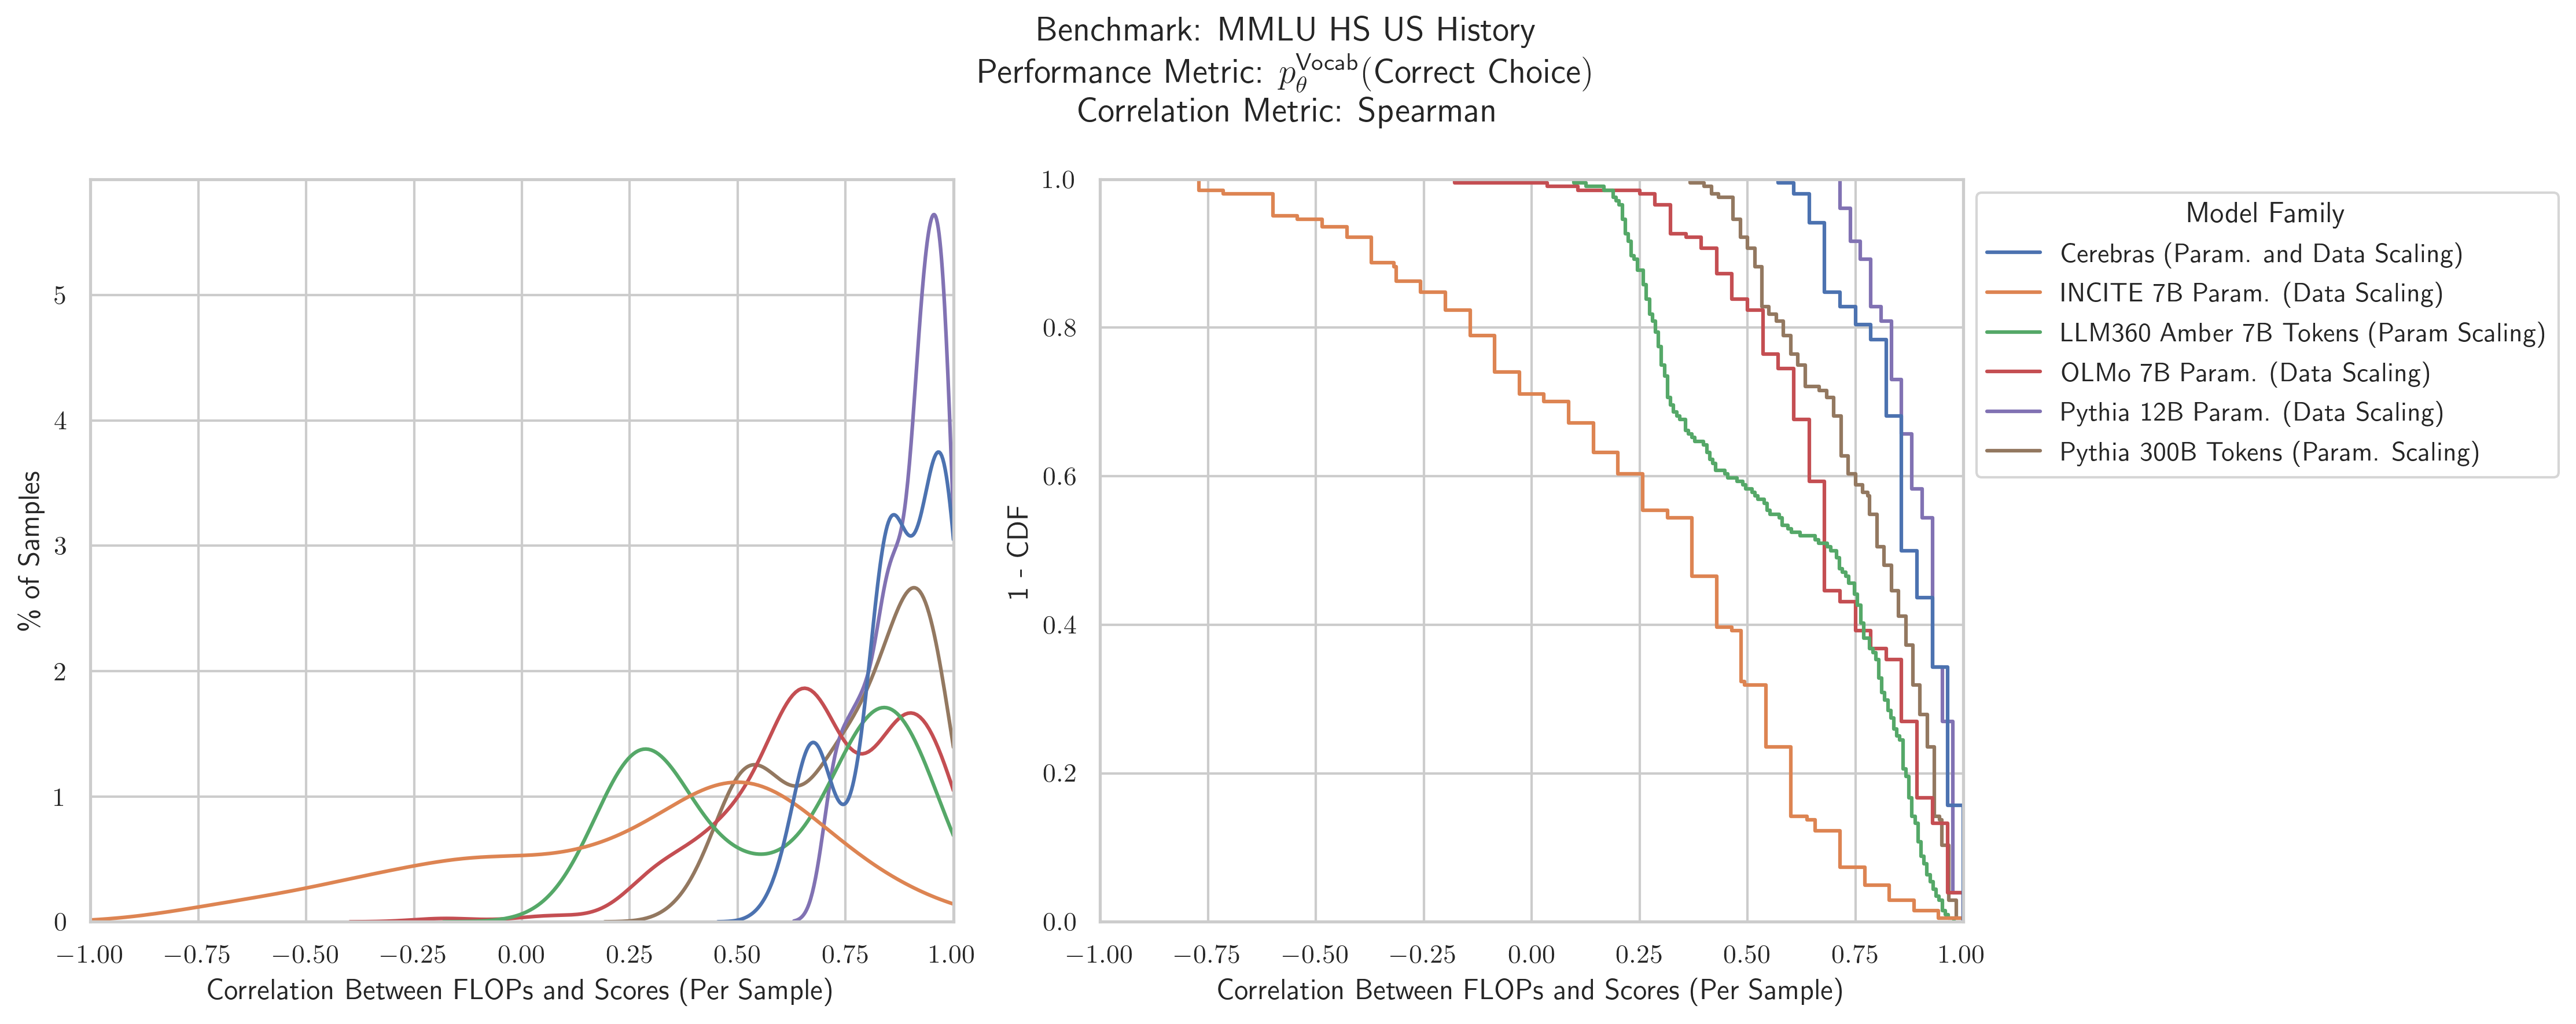 Benchmark: MMLU HS US History
Performance Metric: $p_\theta^{\text{Vocab}}$(Correct Choice)
Correlation Metric: Spearman
% of Samples
5
4
3
2
1
0
−1.00 −0.75 −0.50 −0.25 0.00 0.25 0.50 0.75 1.00
Correlation Between FLOPs and Scores (Per Sample)
1 - CDF
1.0
0.8
0.6
0.4
0.2
0.0
−1.00 −0.75 −0.50 −0.25 0.00 0.25 0.50 0.75 1.00
Correlation Between FLOPs and Scores (Per Sample)
Model Family
Cerebras (Param. and Data Scaling)
INCITE 7B Param. (Data Scaling)
LLM360 Amber 7B Tokens (Param Scaling)
OLMo 7B Param. (Data Scaling)
Pythia 12B Param. (Data Scaling)
Pythia 300B Tokens (Param. Scaling)